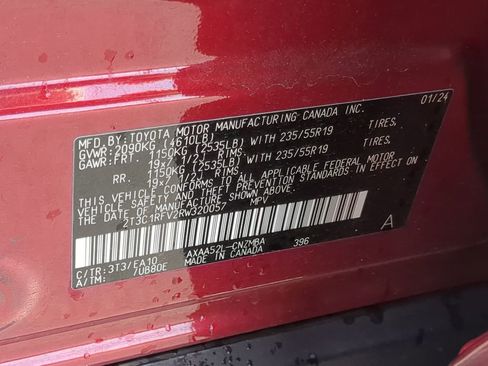 MFD. BY: TOYOTA MOTOR MANUFACTURING CANADA INC. 01/24
GVWR: 2090KG (4610LB)
GAWR: FRT. 1150KG (2535LB) WITH 235/55R19 TIRES,
19x7 1/2J RIMS
RR. 1150KG (2535LB) WITH 235/55R19 TIRES,
19x7 1/2J RIMS
THIS VEHICLE CONFORMS TO ALL APPLICABLE FEDERAL MOTOR
VEHICLE SAFETY AND THEFT PREVENTION STANDARDS IN EFFECT ON
THE DATE OF MANUFACTURE SHOWN ABOVE.
2T3C1RFV2RW320057 MPV
A
C/TR: 3T3/EA10 AXAA52L-CNZMBA 396
A/TM: /UB80E MADE IN CANADA